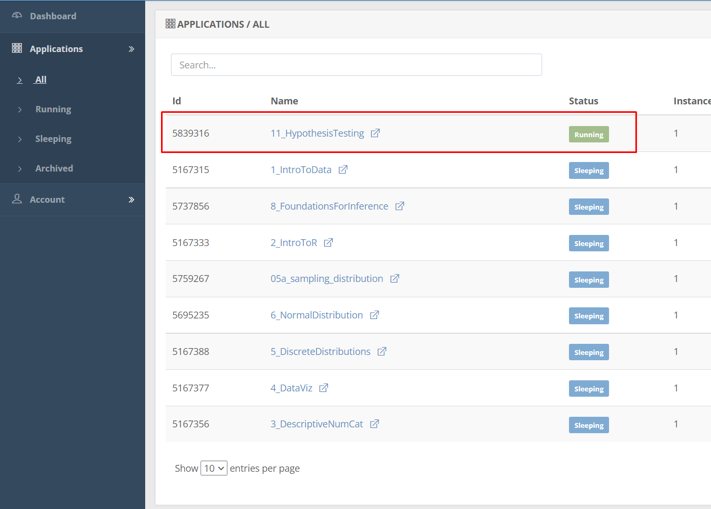 Dashboard
Applications
All
Running
Sleeping
Archived
Account
APPLICATIONS / ALL
Search...
Id Name Status Instance
5839316 11_HypothesisTesting Running 1
5167315 1_IntroToData Sleeping 1
5737856 8_FoundationsForInference Sleeping 1
5167333 2_IntroToR Sleeping 1
5759267 05a_sampling_distribution Sleeping 1
5695235 6_NormalDistribution Sleeping 1
5167388 5_DiscreteDistributions Sleeping 1
5167377 4_DataViz Sleeping 1
5167356 3_DescriptiveNumCat Sleeping 1
Show 10 entries per page